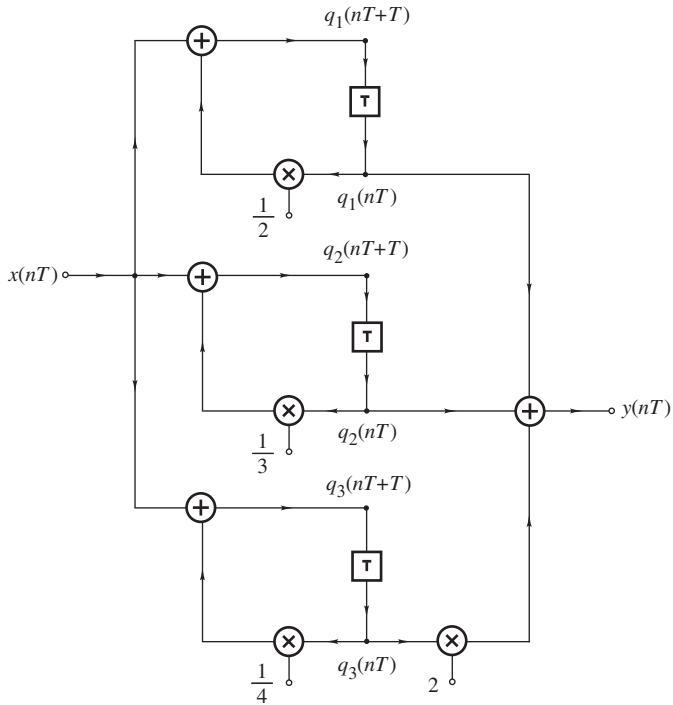 q₁(nT+T)
T
q₁(nT)
1/2
q₂(nT+T)
x(nT)
T
y(nT)
q₂(nT)
1/3
q₃(nT+T)
T
q₃(nT)
1/4
2